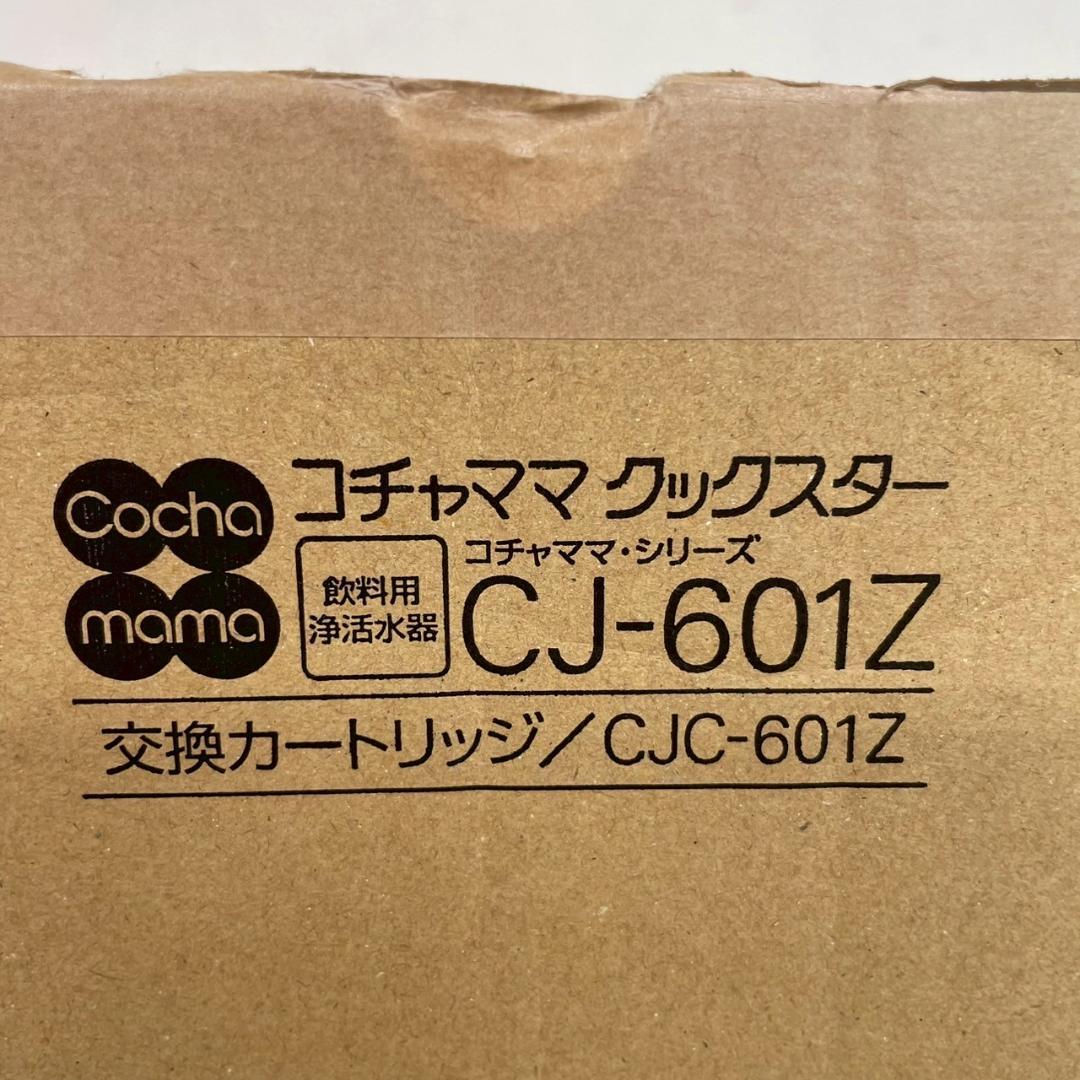 Cocha
mama
コチャママ クックスター
コチャママ・シリーズ
飲料用
浄活水器
CJ-601Z
交換カートリッジ/CJC-601Z